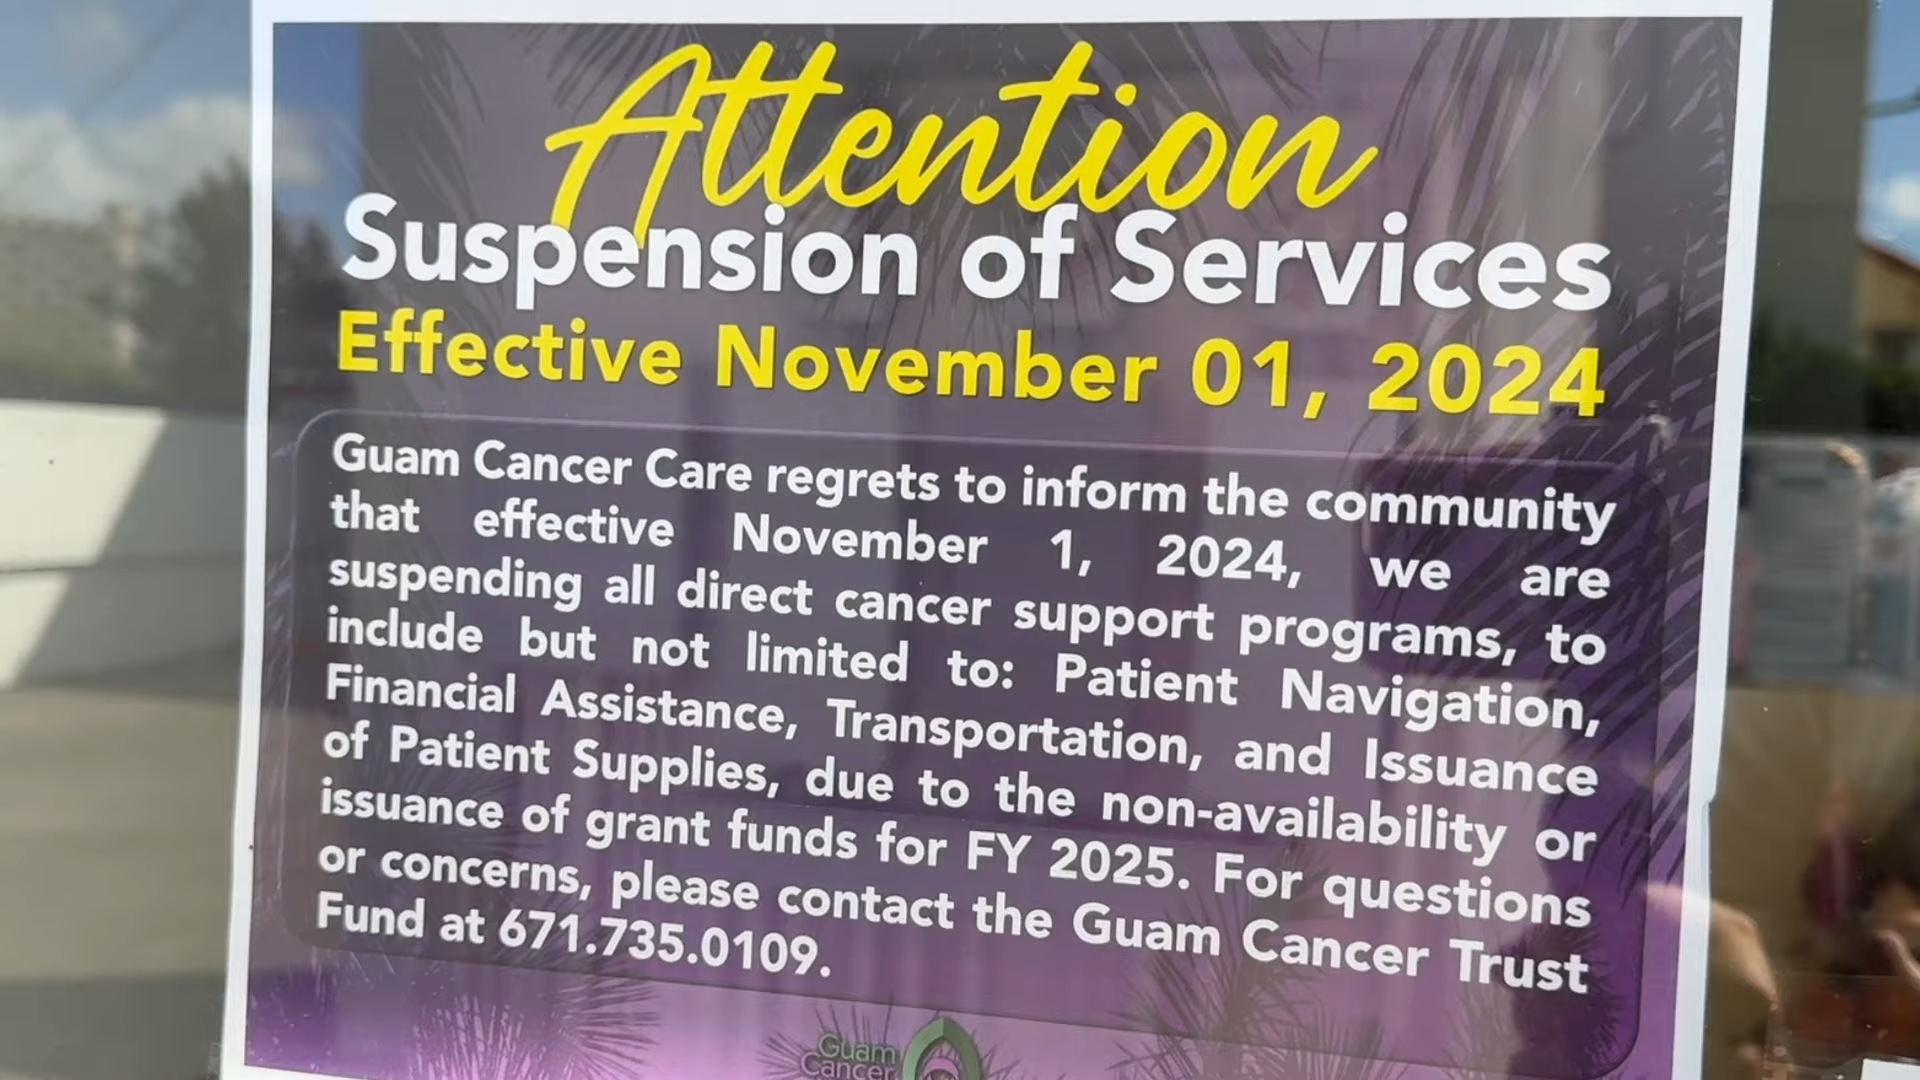 Attention
Suspension of Services
Effective November 01, 2024
Guam Cancer Care regrets to inform the community
that effective November 1, 2024, we are
suspending all direct cancer support programs, to
include but not limited to: Patient Navigation,
Financial Assistance, Transportation, and Issuance
of Patient Supplies, due to the non-availability or
issuance of grant funds for FY 2025. For questions
or concerns, please contact the Guam Cancer Trust
Fund at 671.735.0109.
Guam
Cancer